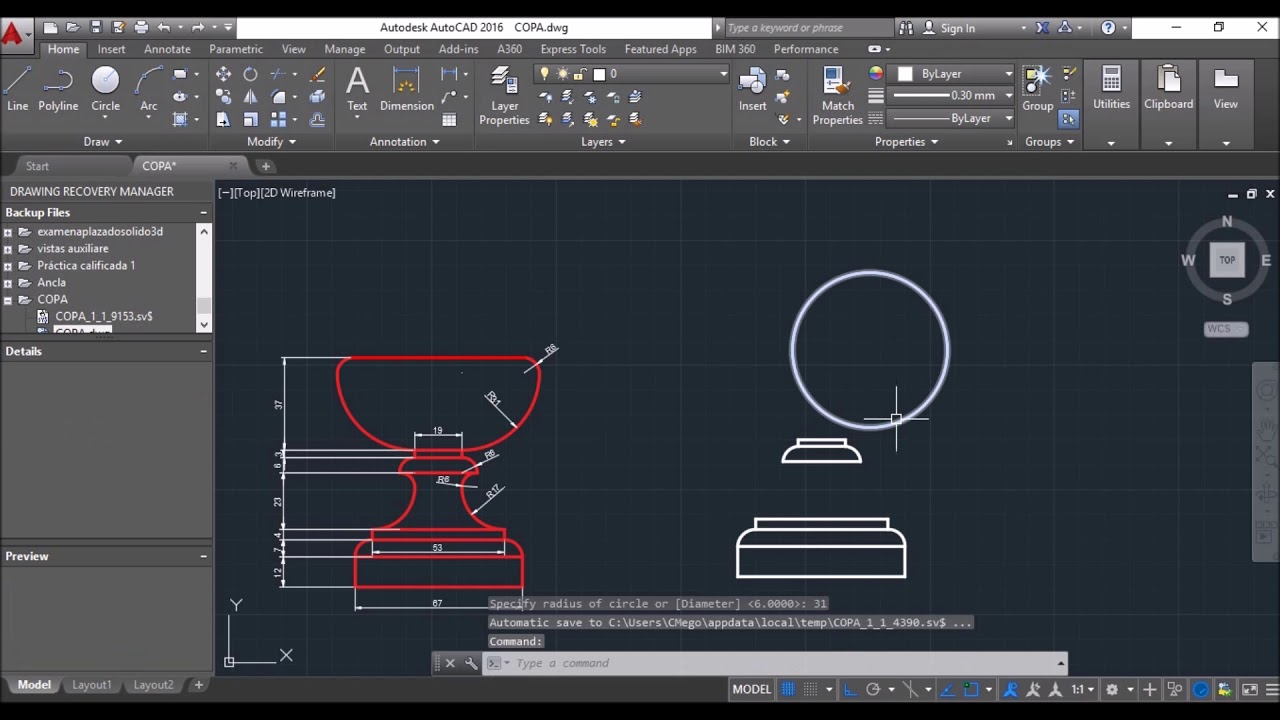 Autodesk AutoCAD 2016 COPA.dwg
Type a keyword or phrase
Sign In
Home Insert Annotate Parametric View Manage Output Add-ins A360 Express Tools Featured Apps BIM 360 Performance
0
ByLayer
0.30 mm
ByLayer
Line Polyline Circle Arc
Text Dimension
Layer Properties
Insert
Match Properties
Group
Utilities Clipboard View
Draw Modify Annotation Layers Block Properties Groups
Start COPA*
DRAWING RECOVERY MANAGER
Backup Files
examenaplazadosolido3d
vistas auxiliare
Práctica calificada 1
Ancla
COPA
COPA_1_1_9153.sv$
COPA.dwg
Details
Preview
[−][Top][2D Wireframe]
N
W TOP E
S
WCS
R8
R31
37
19
3
6
R6
R6
R17
23
4
7
53
12
67
Y
X
Specify radius of circle or [Diameter] <6.0000>: 31
Automatic save to C:\Users\CMego\appdata\local\temp\COPA_1_1_4390.sv$ ...
Command:
Type a command
Model Layout1 Layout2
MODEL
1:1